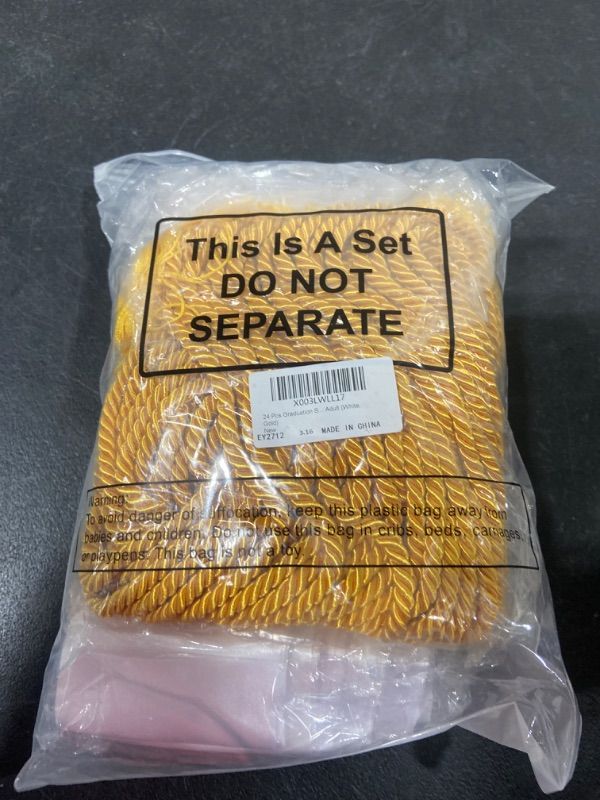 This Is A Set
DO NOT
SEPARATE
X003LWLL17
24 Pcs Graduation S... Adult (White,
Gold)
New
EY2712 3.16 MADE IN CHINA
Warning:
To avoid danger of suffocation, keep this plastic bag away from
babies and children. Do not use this bag in cribs, beds, carriages,
or playpens. This bag is not a toy.